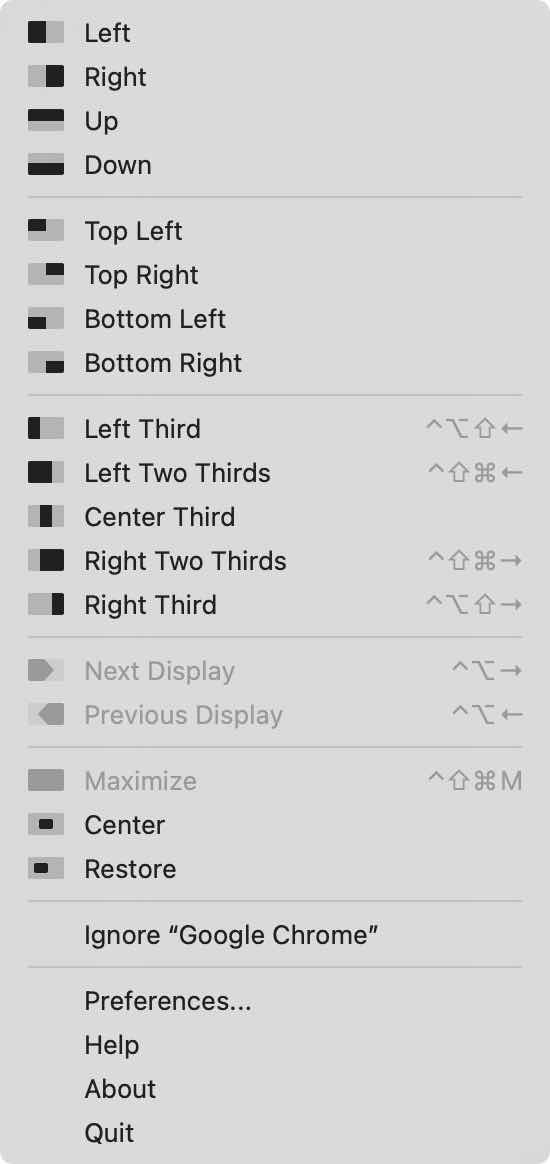 Left
Right
Up
Down
Top Left
Top Right
Bottom Left
Bottom Right
Left Third ^⌥⇧←
Left Two Thirds ^⇧⌘←
Center Third
Right Two Thirds ^⇧⌘→
Right Third ^⌥⇧→
Next Display ^⌥→
Previous Display ^⌥←
Maximize ^⇧⌘M
Center
Restore
Ignore “Google Chrome”
Preferences...
Help
About
Quit